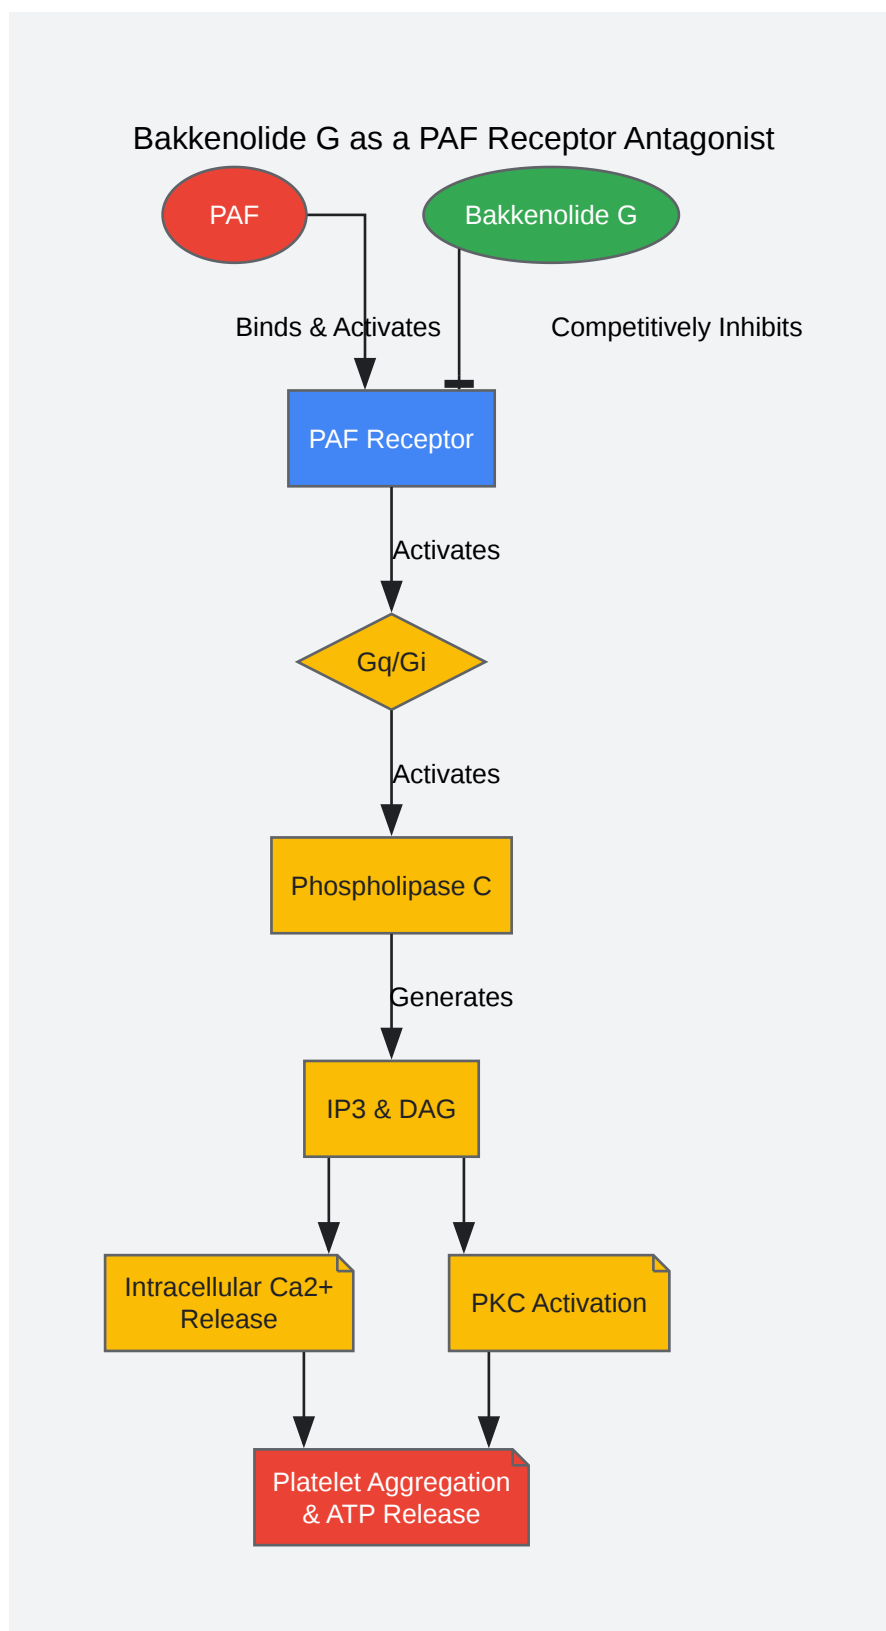 Bakkenolide G as a PAF Receptor Antagonist
PAF
Bakkenolide G
Binds & Activates
Competitively Inhibits
PAF Receptor
Activates
Gq/Gi
Activates
Phospholipase C
Generates
IP3 & DAG
Intracellular Ca2+
Release
PKC Activation
Platelet Aggregation
& ATP Release